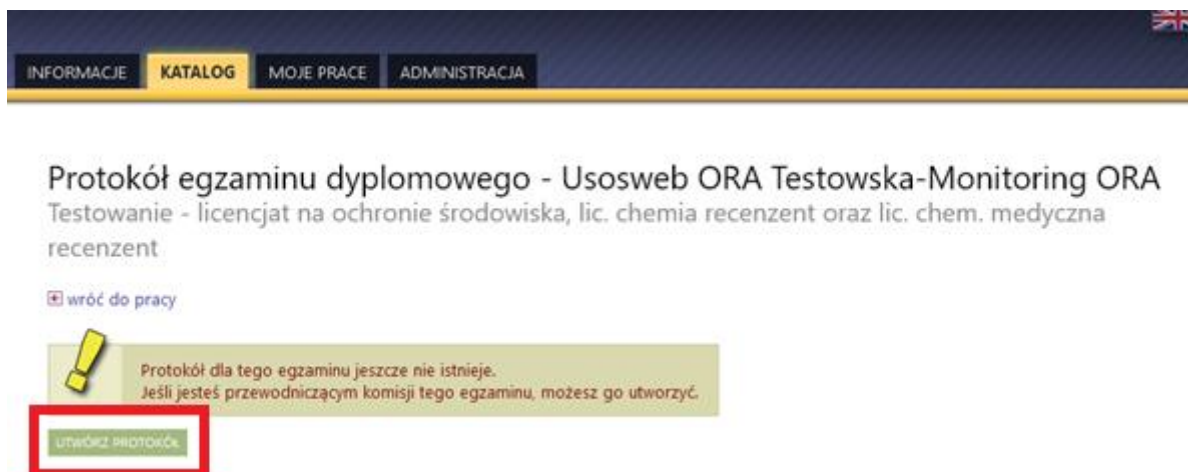 INFORMACJE KATALOG MOJE PRACE ADMINISTRACJA
Protokół egzaminu dyplomowego - Usosweb ORA Testowska-Monitoring ORA
Testowanie - licencjat na ochronie środowiska, lic. chemia recenzent oraz lic. chem. medyczna
recenzent
wróć do pracy
Protokół dla tego egzaminu jeszcze nie istnieje.
Jeśli jesteś przewodniczącym komisji tego egzaminu, możesz go utworzyć.
UTWÓRZ PROTOKÓŁ